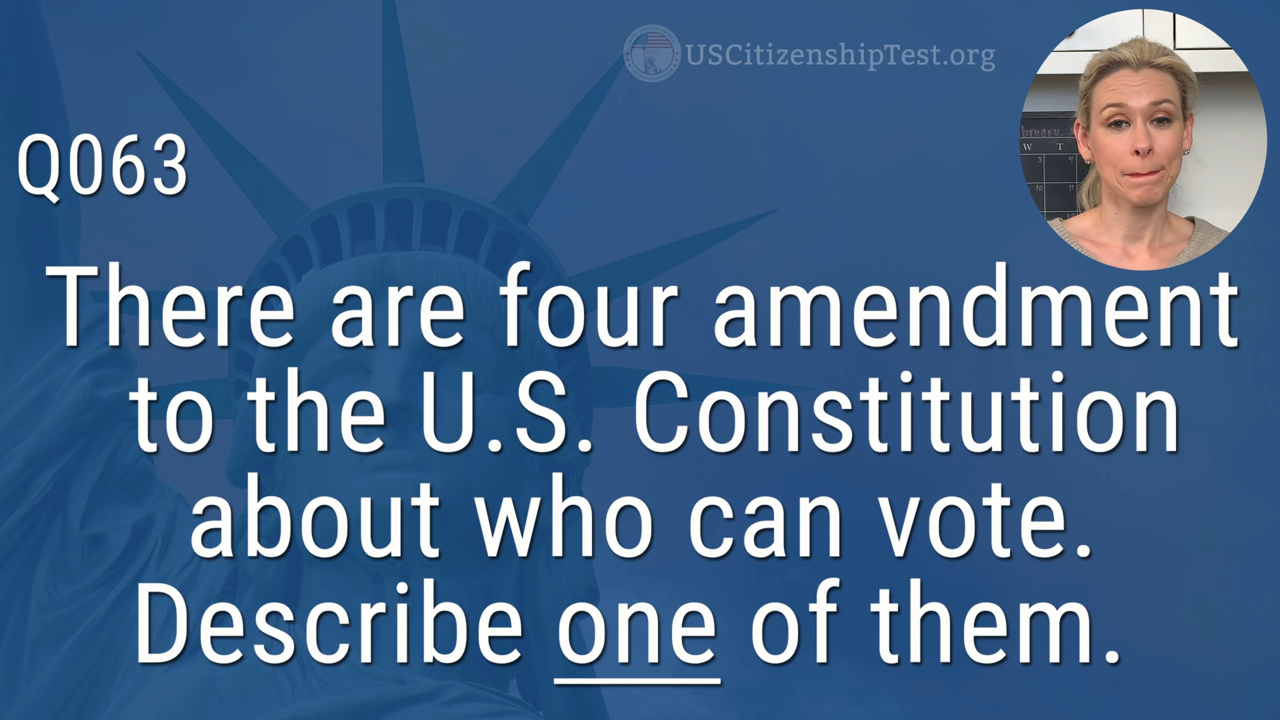 USCitizenshipTest.org
Q063
There are four amendment
to the U.S. Constitution
about who can vote.
Describe one of them.
W T